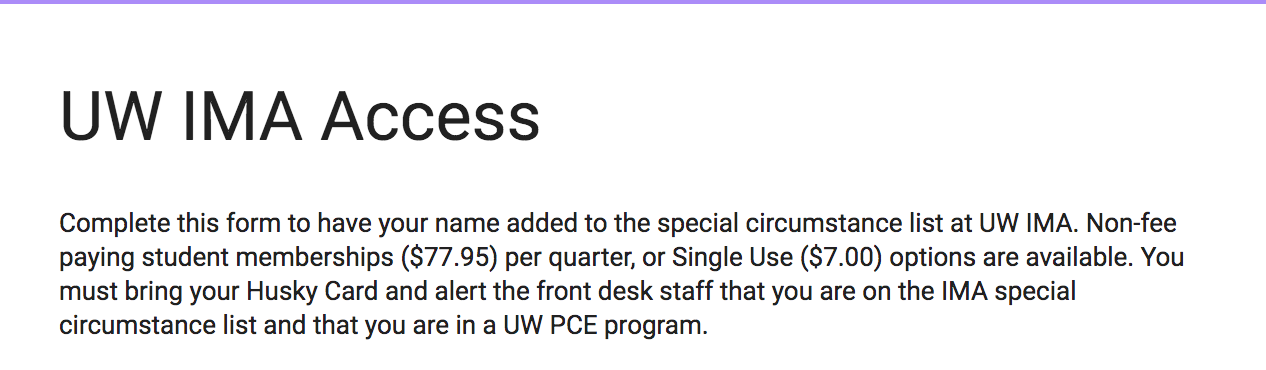 UW IMA Access
Complete this form to have your name added to the special circumstance list at UW IMA. Non-fee
paying student memberships ($77.95) per quarter, or Single Use ($7.00) options are available. You
must bring your Husky Card and alert the front desk staff that you are on the IMA special
circumstance list and that you are in a UW PCE program.